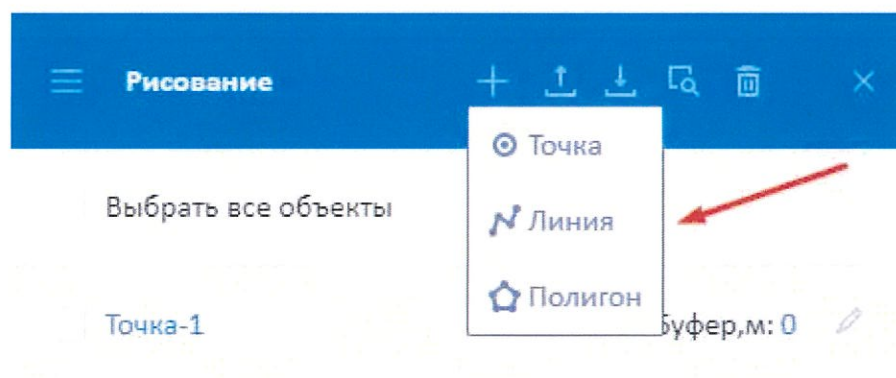 Рисование
Точка
Выбрать все объекты
Линия
Полигон
Точка-1
буфер,м: 0